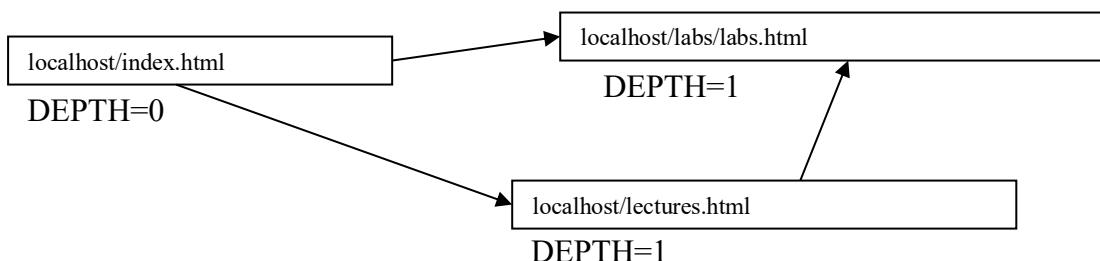 localhost/index.html
DEPTH=0
localhost/labs/labs.html
DEPTH=1
localhost/lectures.html
DEPTH=1